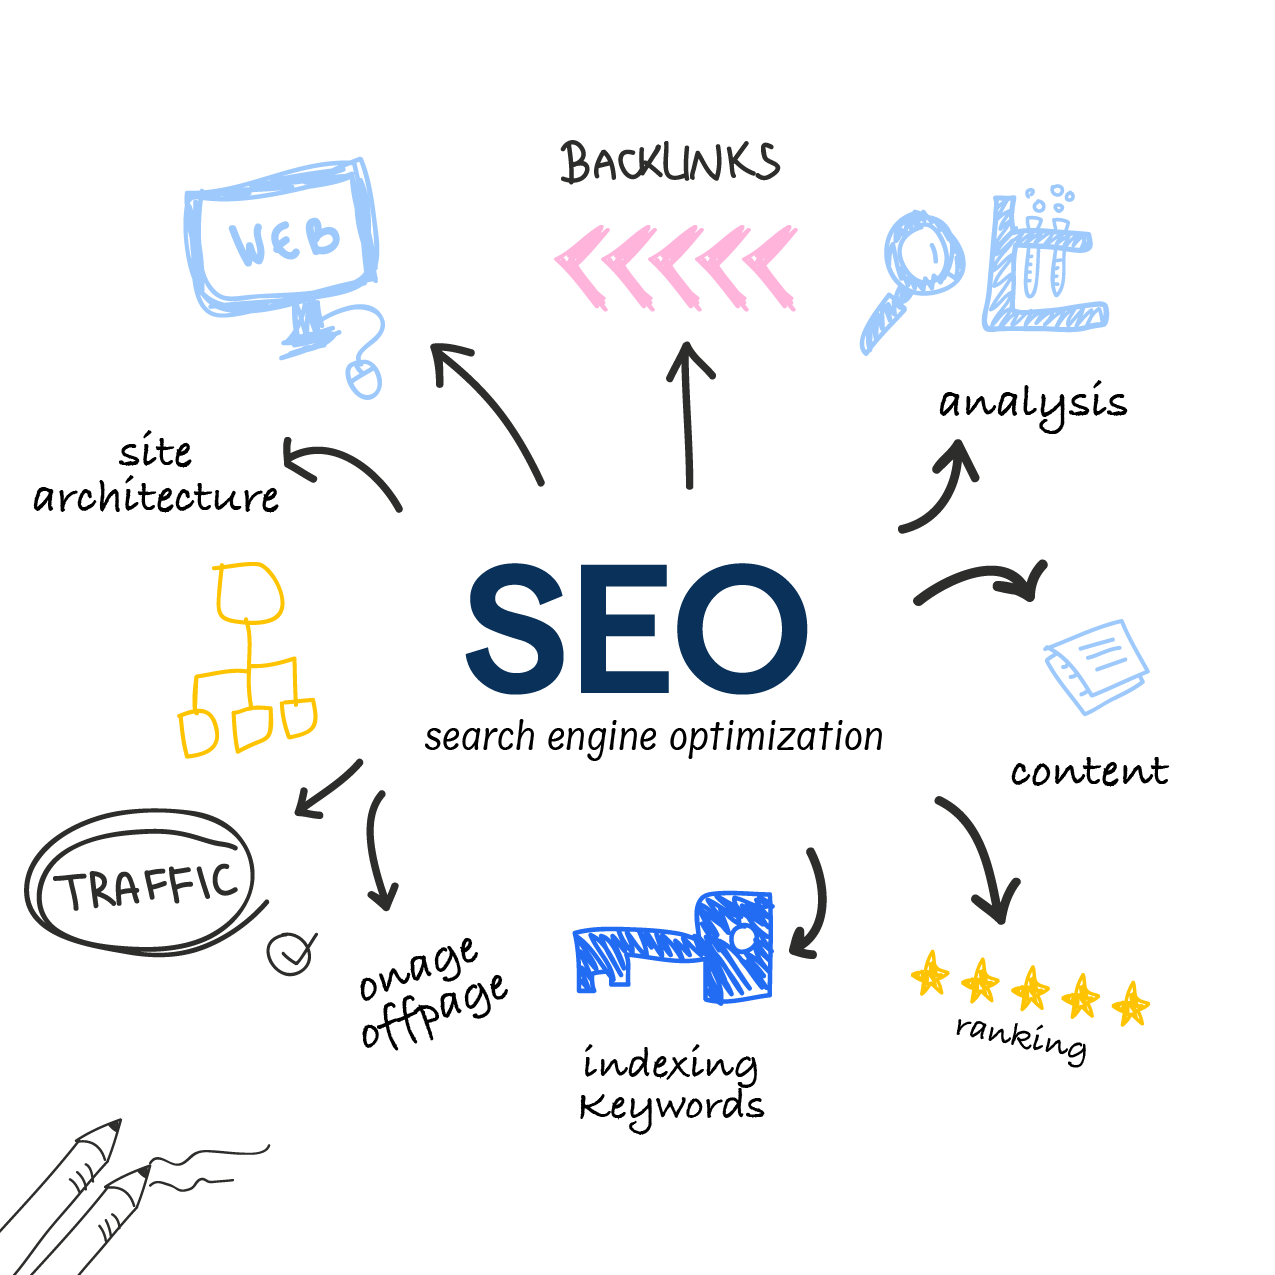 BACKLINKS
WEB
analysis
site
architecture
SEO
search engine optimization
content
TRAFFIC
onage
offpage
ranking
indexing
Keywords